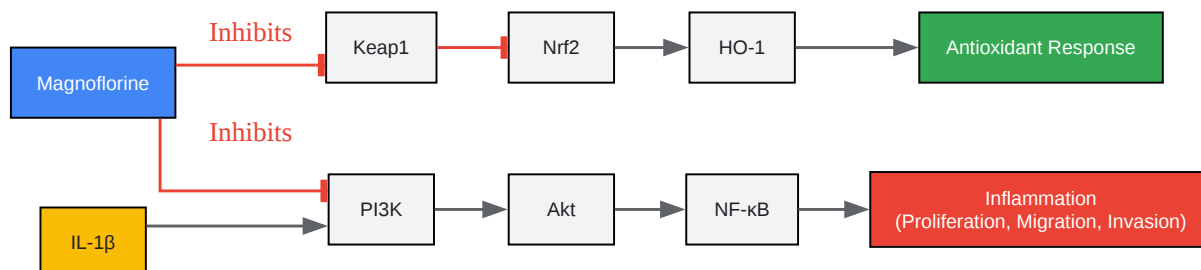 Inhibits
Keap1
Nrf2
HO-1
Antioxidant Response
Magnoflorine
Inhibits
PI3K
Akt
NF-κB
Inflammation
(Proliferation, Migration, Invasion)
IL-1β